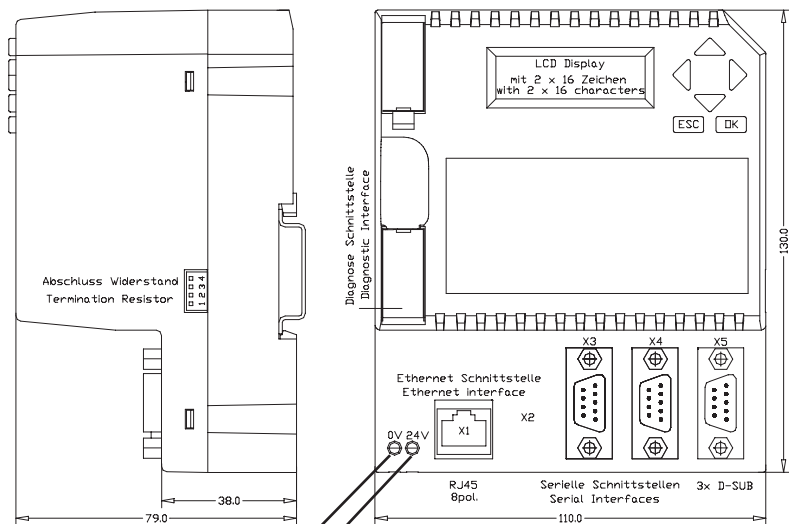 LCD Display
mit 2 x 16 Zeichen
with 2 x 16 characters
ESC
OK
Diagnose Schnittstelle
Diagnostic Interface
130.0
Abschluss Widerstand
Termination Resistor
1 2 3 4
X3
X4
X5
Ethernet Schnittstelle
Ethernet interface
X2
X1
0V 24V
RJ45
8pol.
Serielle Schnittstellen
Serial Interfaces
3x D-SUB
38.0
79.0
110.0